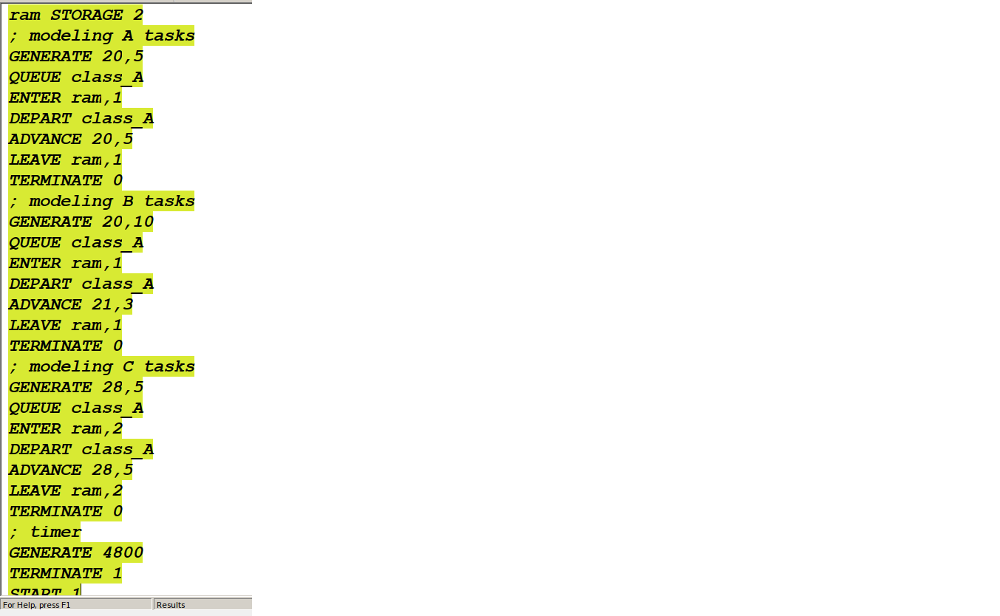 ram STORAGE 2
; modeling A tasks
GENERATE 20,5
QUEUE class_A
ENTER ram,1
DEPART class_A
ADVANCE 20,5
LEAVE ram,1
TERMINATE 0
; modeling B tasks
GENERATE 20,10
QUEUE class_A
ENTER ram,1
DEPART class_A
ADVANCE 21,3
LEAVE ram,1
TERMINATE 0
; modeling C tasks
GENERATE 28,5
QUEUE class_A
ENTER ram,2
DEPART class_A
ADVANCE 28,5
LEAVE ram,2
TERMINATE 0
; timer
GENERATE 4800
TERMINATE 1
START 1
For Help, press F1 Results